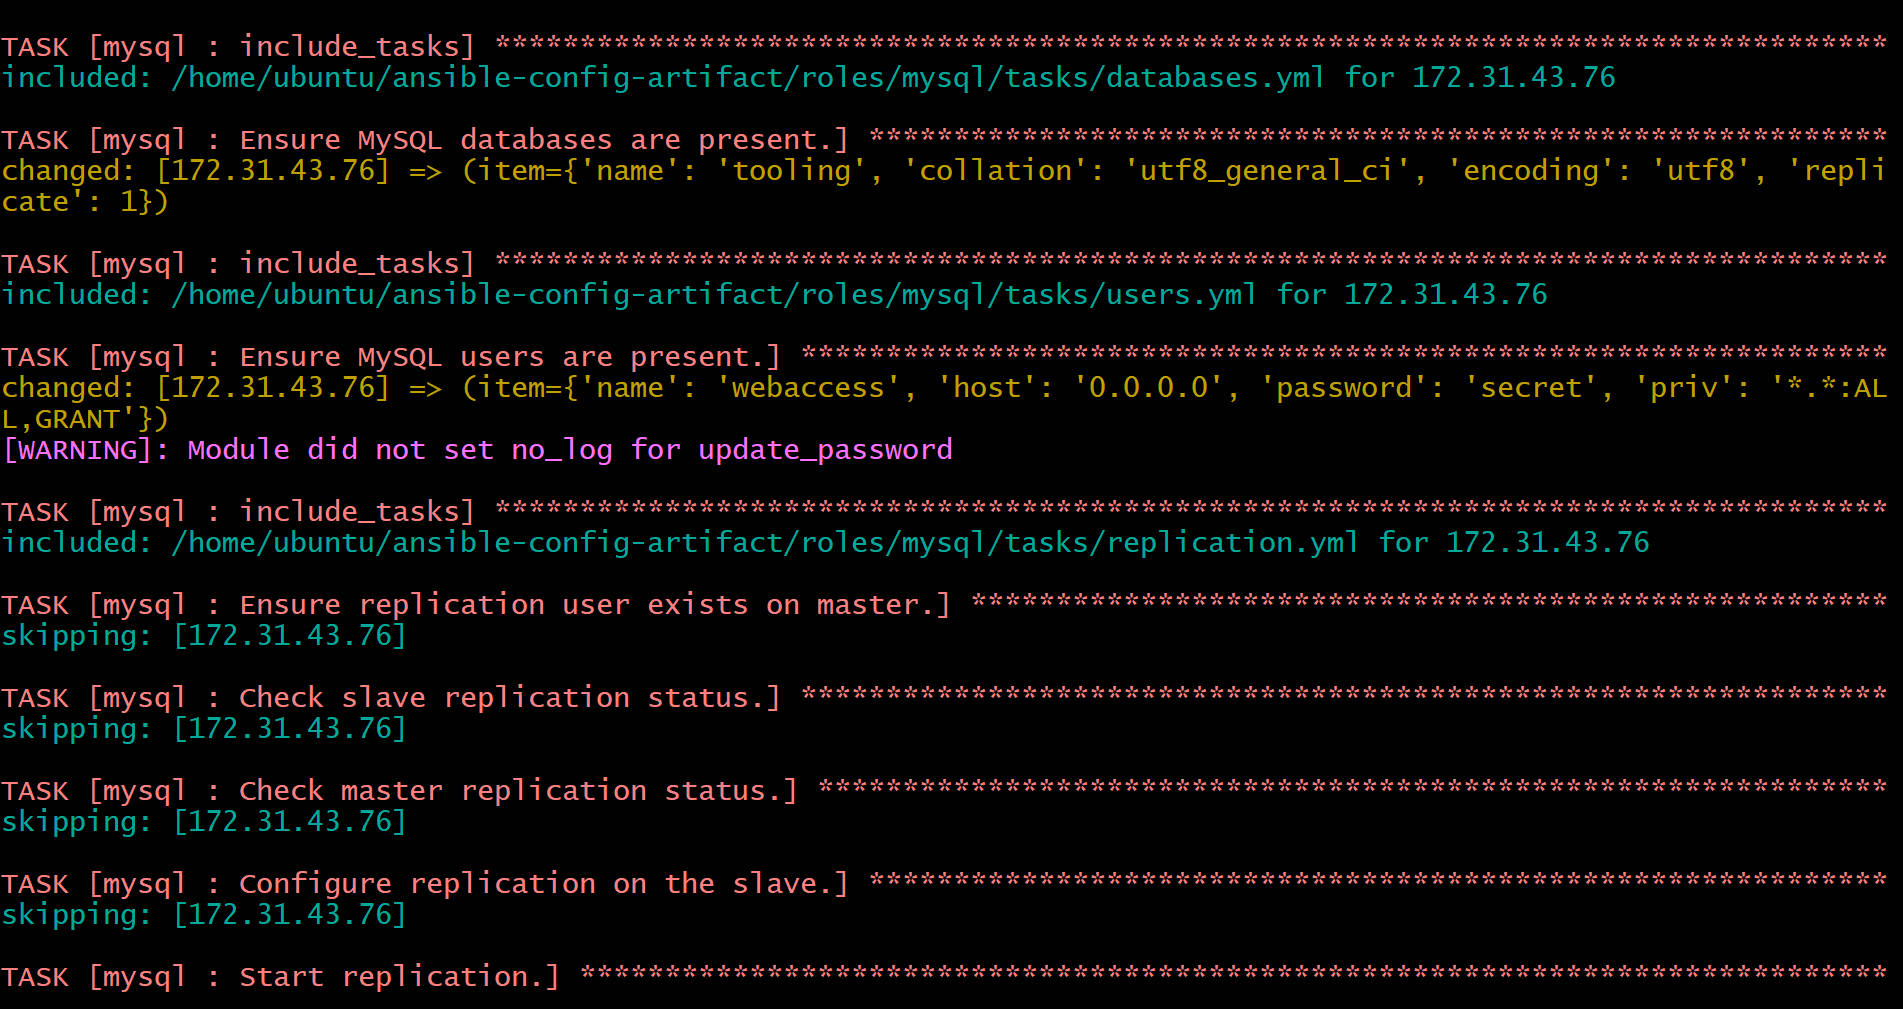 TASK [mysql : include_tasks] **********************************************************************************
included: /home/ubuntu/ansible-config-artifact/roles/mysql/tasks/databases.yml for 172.31.43.76
TASK [mysql : Ensure MySQL databases are present.] ************************************************************
changed: [172.31.43.76] => (item={'name': 'tooling', 'collation': 'utf8_general_ci', 'encoding': 'utf8', 'repli
cate': 1})
TASK [mysql : include_tasks] **********************************************************************************
included: /home/ubuntu/ansible-config-artifact/roles/mysql/tasks/users.yml for 172.31.43.76
TASK [mysql : Ensure MySQL users are present.] ****************************************************************
changed: [172.31.43.76] => (item={'name': 'webaccess', 'host': '0.0.0.0', 'password': 'secret', 'priv': '*.*:AL
L,GRANT'})
[WARNING]: Module did not set no_log for update_password
TASK [mysql : include_tasks] **********************************************************************************
included: /home/ubuntu/ansible-config-artifact/roles/mysql/tasks/replication.yml for 172.31.43.76
TASK [mysql : Ensure replication user exists on master.] ******************************************************
skipping: [172.31.43.76]
TASK [mysql : Check slave replication status.] ****************************************************************
skipping: [172.31.43.76]
TASK [mysql : Check master replication status.] ***************************************************************
skipping: [172.31.43.76]
TASK [mysql : Configure replication on the slave.] ************************************************************
skipping: [172.31.43.76]
TASK [mysql : Start replication.] *****************************************************************************